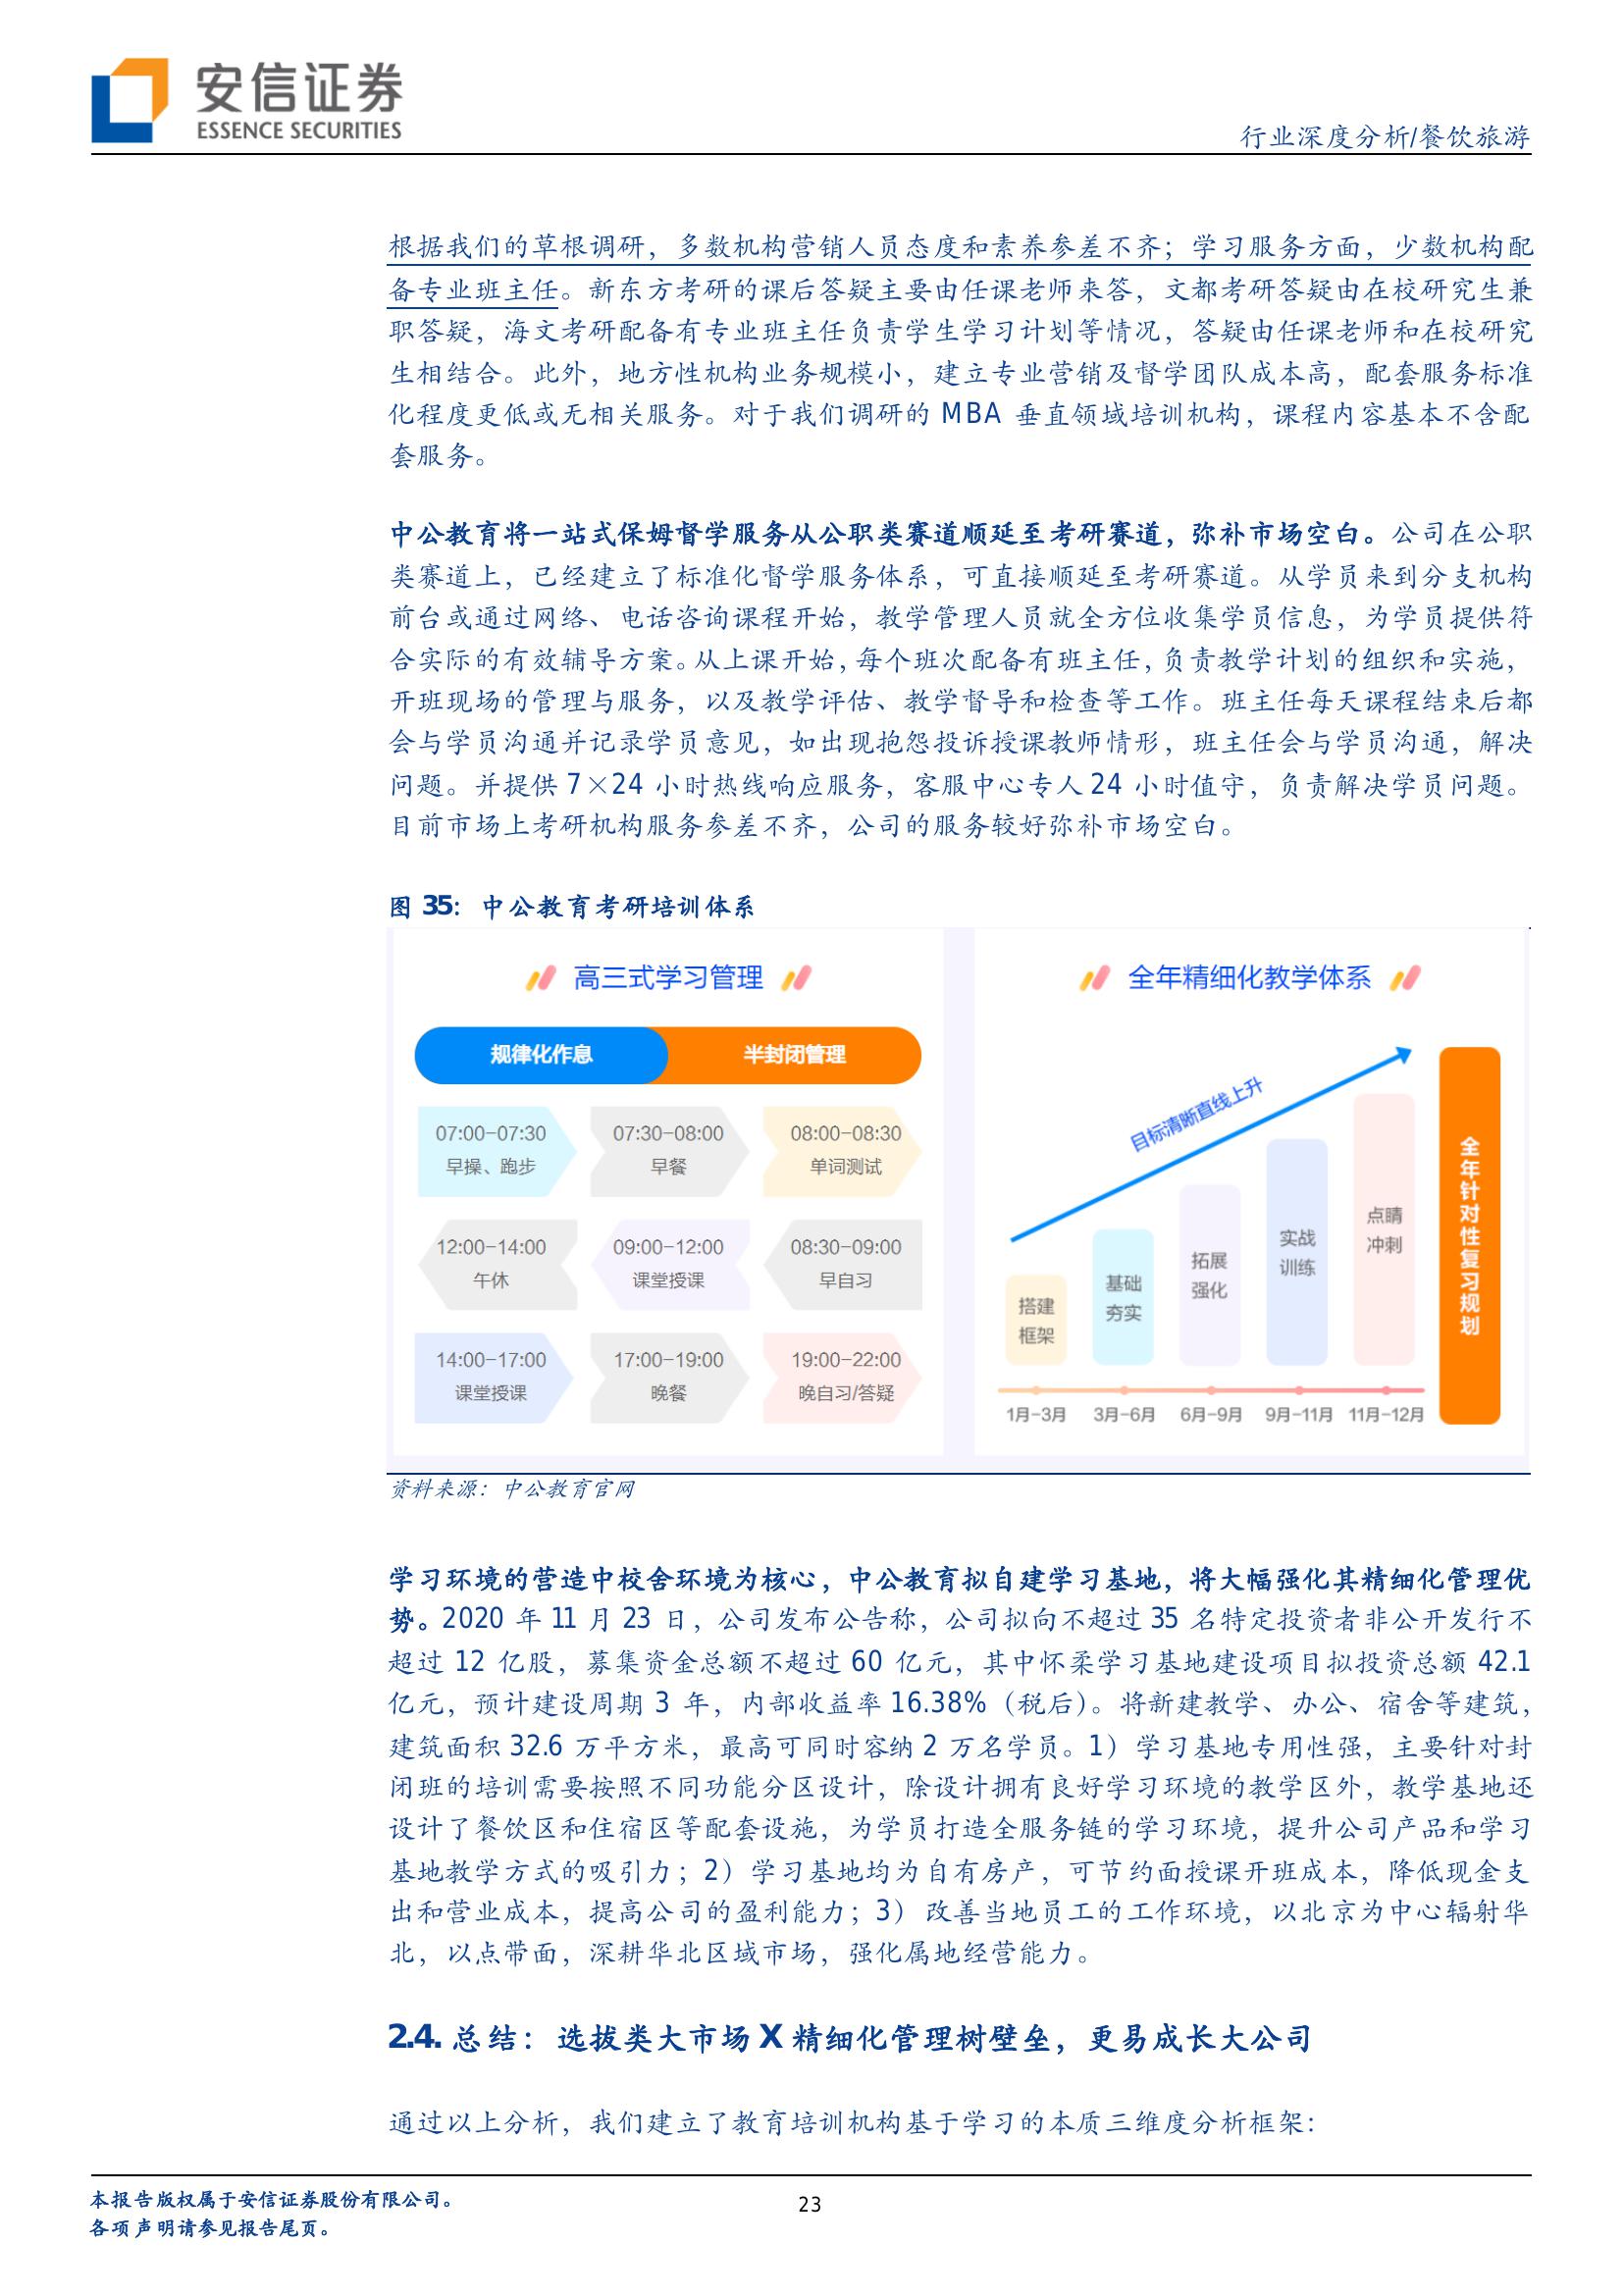 安信证券
ESSENCE SECURITIES
行业深度分析/餐饮旅游
根据我们的草根调研，多数机构营销人员态度和素养参差不齐；学习服务方面，少数机构配
备专业班主任。新东方考研的课后答疑主要由任课老师来答，文都考研答疑由在校研究生兼
职答疑，海文考研配备有专业班主任负责学生学习计划等情况，答疑由任课老师和在校研究
生相结合。此外，地方性机构业务规模小，建立专业营销及督学团队成本高，配套服务标准
化程度更低或无相关服务。对于我们调研的 MBA 垂直领域培训机构，课程内容基本不含配
套服务。
中公教育将一站式保姆督学服务从公职类赛道顺延至考研赛道，弥补市场空白。公司在公职
类赛道上，已经建立了标准化督学服务体系，可直接顺延至考研赛道。从学员来到分支机构
前台或通过网络、电话咨询课程开始，教学管理人员就全方位收集学员信息，为学员提供符
合实际的有效辅导方案。从上课开始，每个班次配备有班主任，负责教学计划的组织和实施，
开班现场的管理与服务，以及教学评估、教学督导和检查等工作。班主任每天课程结束后都
会与学员沟通并记录学员意见，如出现抱怨投诉授课教师情形，班主任会与学员沟通，解决
问题。并提供 7×24 小时热线响应服务，客服中心专人 24 小时值守，负责解决学员问题。
目前市场上考研机构服务参差不齐，公司的服务较好弥补市场空白。
图 35：中公教育考研培训体系
高三式学习管理
规律化作息
半封闭管理
07:00-07:30
早操、跑步
07:30-08:00
早餐
08:00-08:30
单词测试
12:00-14:00
午休
09:00-12:00
课堂授课
08:30-09:00
早自习
14:00-17:00
课堂授课
17:00-19:00
晚餐
19:00-22:00
晚自习/答疑
全年精细化教学体系
目标清晰直线上升
搭建
框架
基础
夯实
拓展
强化
实战
训练
点睛
冲刺
1月-3月
3月-6月
6月-9月
9月-11月
11月-12月
全年针对性复习规划
资料来源：中公教育官网
学习环境的营造中校舍环境为核心，中公教育拟自建学习基地，将大幅强化其精细化管理优
势。2020 年 11 月 23 日，公司发布公告称，公司拟向不超过 35 名特定投资者非公开发行不
超过 12 亿股，募集资金总额不超过 60 亿元，其中怀柔学习基地建设项目拟投资总额 42.1
亿元，预计建设周期 3 年，内部收益率 16.38%（税后）。将新建教学、办公、宿舍等建筑，
建筑面积 32.6 万平方米，最高可同时容纳 2 万名学员。1）学习基地专用性强，主要针对封
闭班的培训需要按照不同功能分区设计，除设计拥有良好学习环境的教学区外，教学基地还
设计了餐饮区和住宿区等配套设施，为学员打造全服务链的学习环境，提升公司产品和学习
基地教学方式的吸引力；2）学习基地均为自有房产，可节约面授课开班成本，降低现金支
出和营业成本，提高公司的盈利能力；3）改善当地员工的工作环境，以北京为中心辐射华
北，以点带面，深耕华北区域市场，强化属地经营能力。
2.4. 总结：选拔类大市场 X 精细化管理树壁垒，更易成长大公司
通过以上分析，我们建立了教育培训机构基于学习的本质三维度分析框架：
本报告版权属于安信证券股份有限公司。
各项声明请参见报告尾页。
23